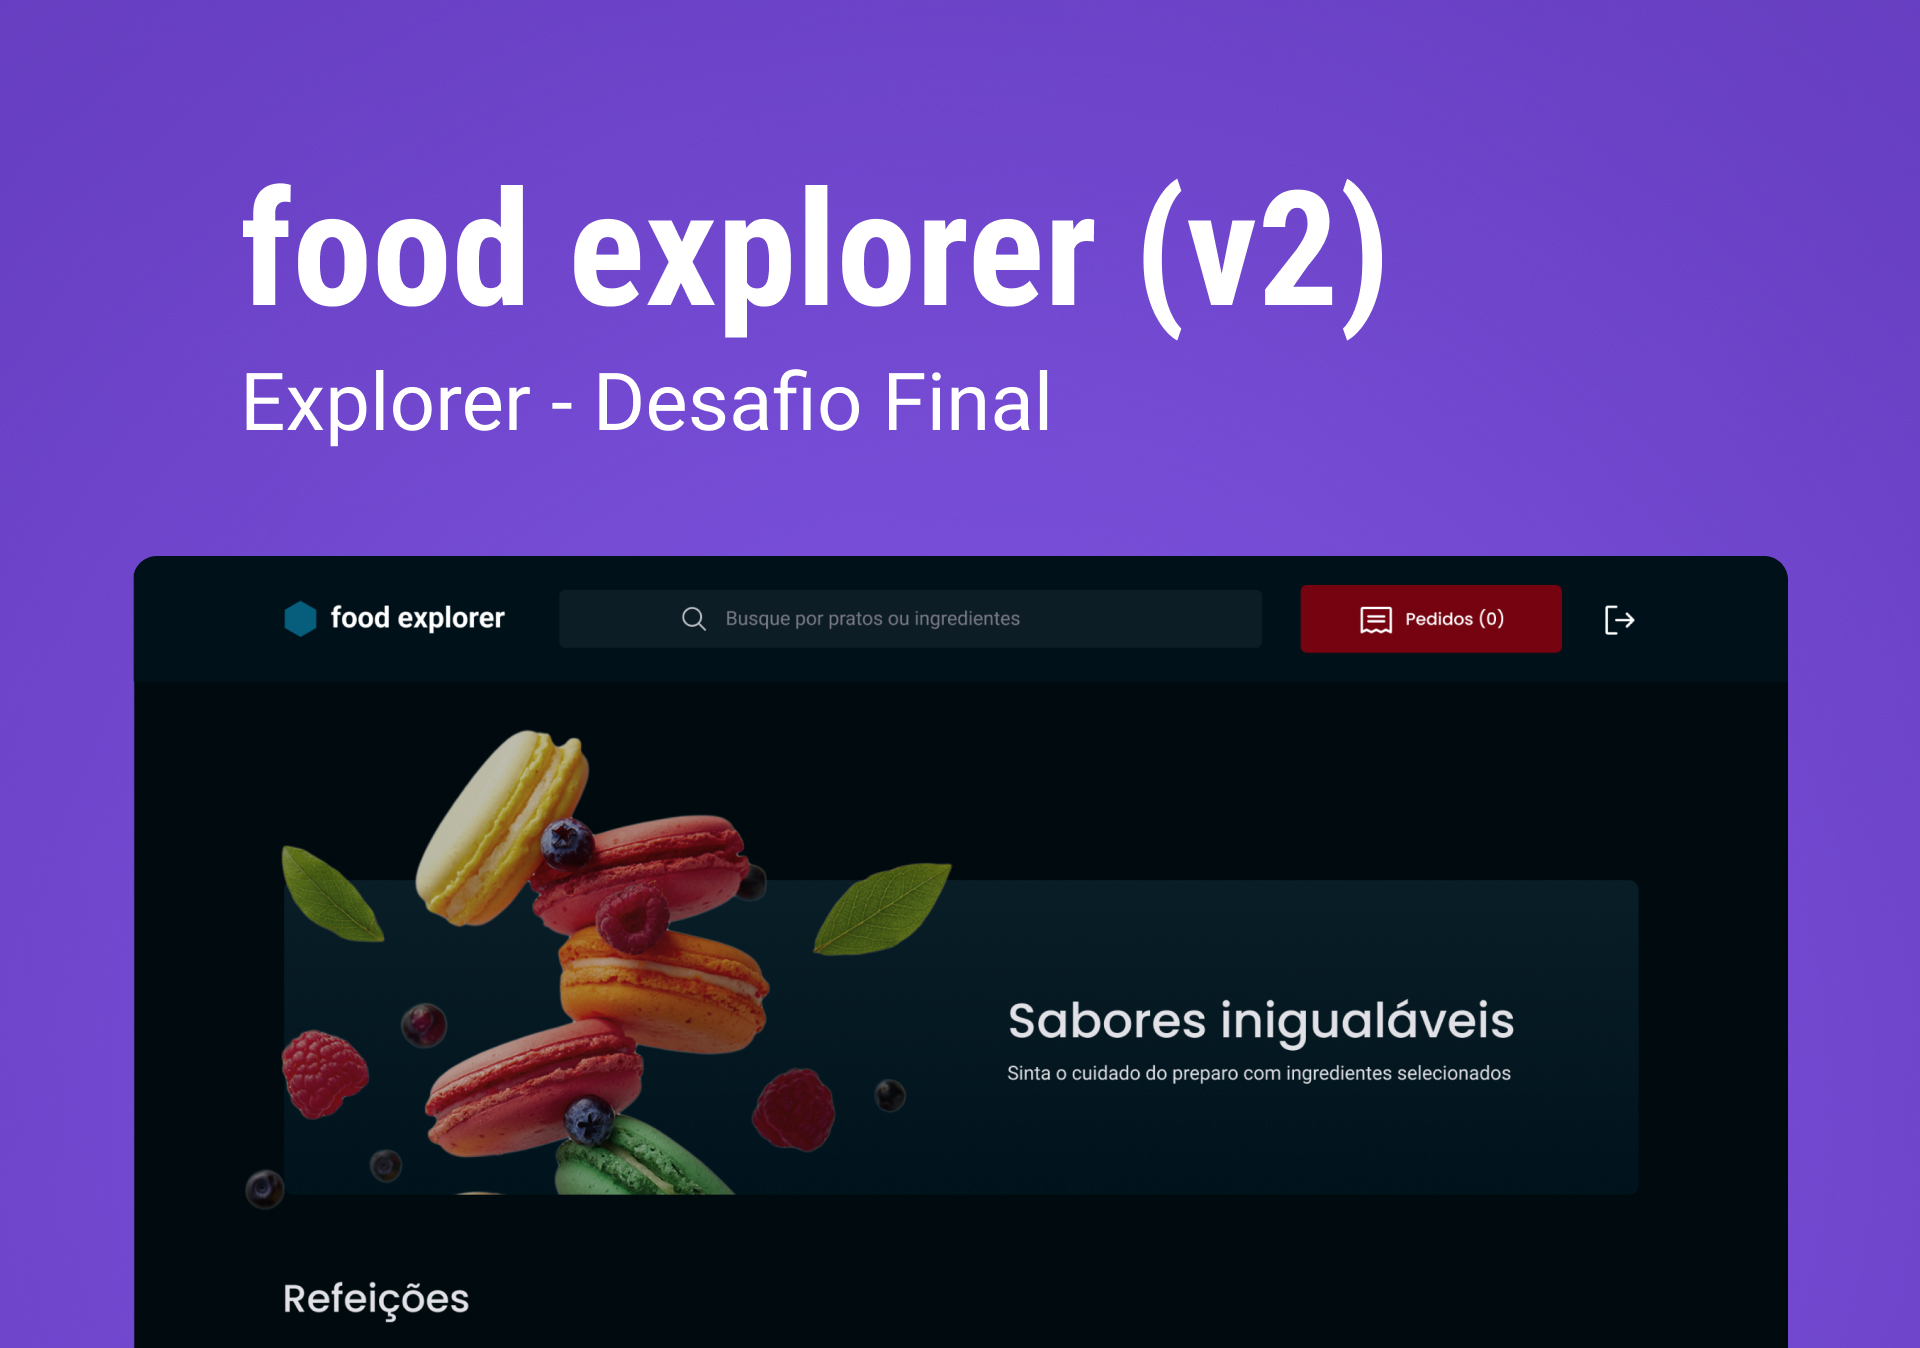 food explorer (v2)
Explorer - Desafio Final
food explorer
Busque por pratos ou ingredientes
Pedidos (0)
Sabores inigualáveis
Sinta o cuidado do preparo com ingredientes selecionados
Refeições